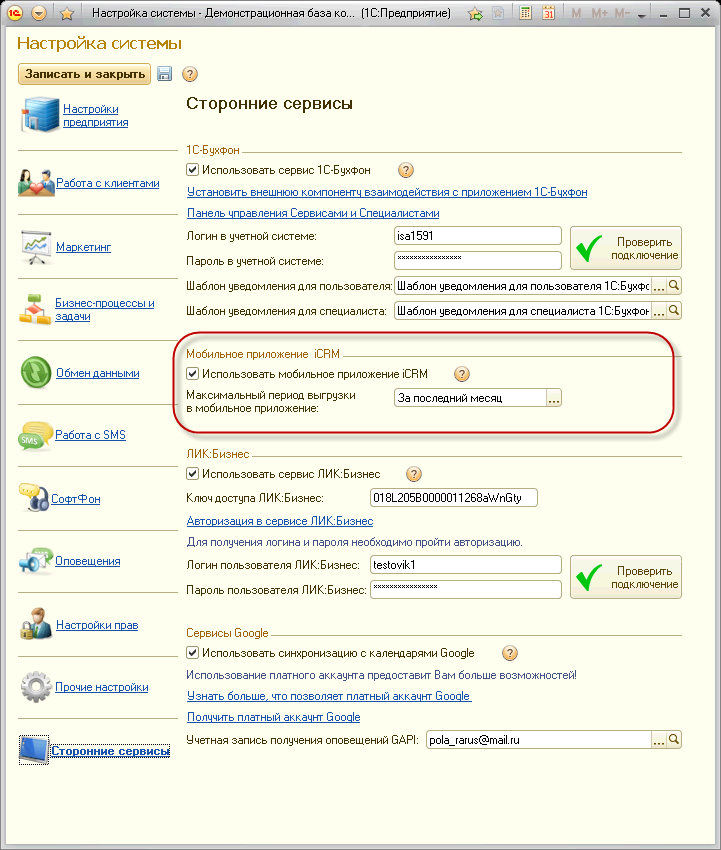 Настройка системы - Демонстрационная база ко... (1С:Предприятие)
M M+ M-
31
Настройка системы
Записать и закрыть
?
Настройки предприятия
Работа с клиентами
Маркетинг
Бизнес-процессы и задачи
Обмен данными
SMS
Работа с SMS
СофтФон
Оповещения
Настройки прав
Прочие настройки
Сторонние сервисы
Сторонние сервисы
1С-Бухфон
Использовать сервис 1С-Бухфон ?
Установить внешнюю компоненту взаимодействия с приложением 1С-Бухфон
Панель управления Сервисами и Специалистами
Логин в учетной системе: isa1591
Проверить подключение
Пароль в учетной системе: ****************
Шаблон уведомления для пользователя: Шаблон уведомления для пользователя 1С:Бухфо ...
Шаблон уведомления для специалиста: Шаблон уведомления для специалиста 1С:Бухфон ...
Мобильное приложение iCRM
Использовать мобильное приложение iCRM ?
Максимальный период выгрузки
в мобильное приложение: За последний месяц ...
ЛИК:Бизнес
Использовать сервис ЛИК:Бизнес ?
Ключ доступа ЛИК:Бизнес: 018L205B0000011268aWnGty
Авторизация в сервисе ЛИК:Бизнес
Для получения логина и пароля необходимо пройти авторизацию.
Логин пользователя ЛИК:Бизнес: testovik1
Проверить подключение
Пароль пользователя ЛИК:Бизнес: ****************
Сервисы Google
Использовать синхронизацию с календарями Google ?
Использование платного аккаунта предоставит Вам больше возможностей!
Узнать больше, что позволяет платный аккаунт Google
Получить платный аккаунт Google
Учетная запись получения оповещений GAPI: pola_rarus@mail.ru ...